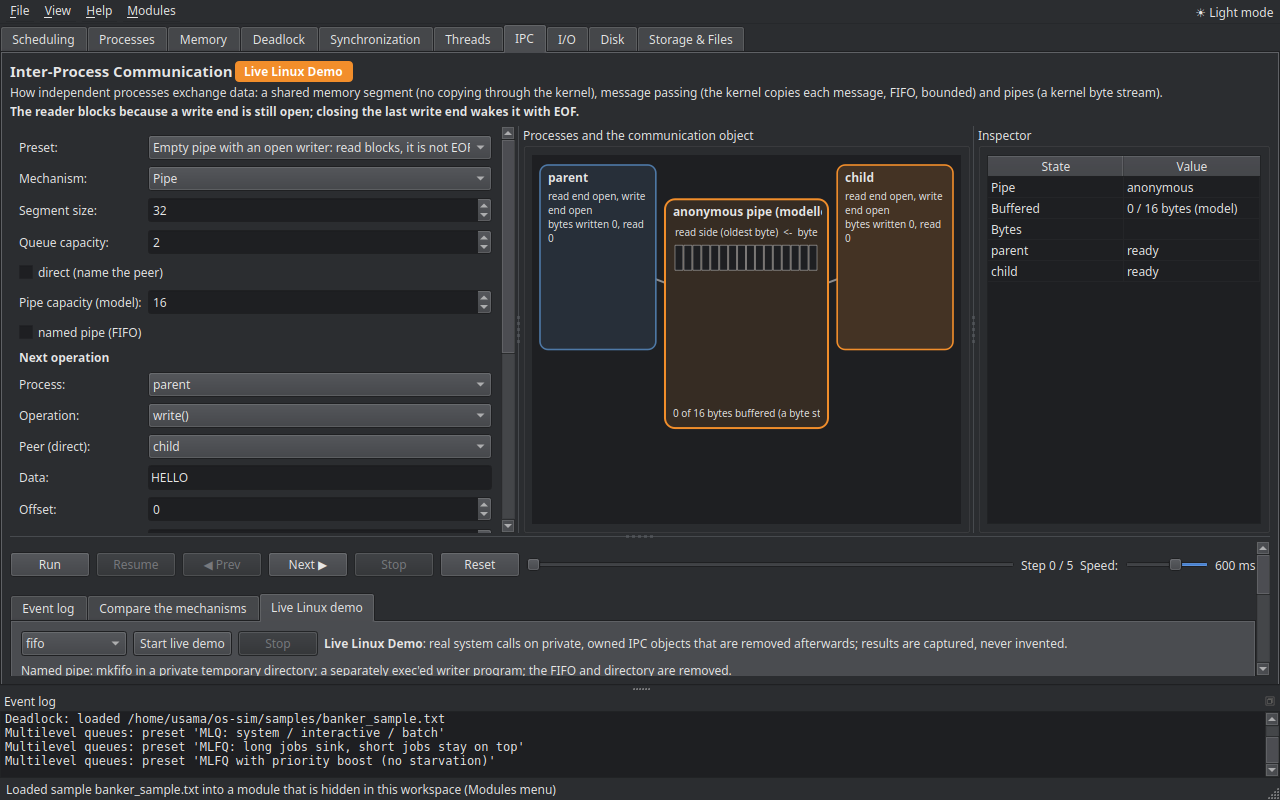 File View Help Modules
☀ Light mode
Scheduling Processes Memory Deadlock Synchronization Threads IPC I/O Disk Storage & Files
Inter-Process Communication Live Linux Demo
How independent processes exchange data: a shared memory segment (no copying through the kernel), message passing (the kernel copies each message, FIFO, bounded) and pipes (a kernel byte stream).
The reader blocks because a write end is still open; closing the last write end wakes it with EOF.
Preset: Empty pipe with an open writer: read blocks, it is not EOF
Mechanism: Pipe
Segment size: 32
Queue capacity: 2
direct (name the peer)
Pipe capacity (model): 16
named pipe (FIFO)
Next operation
Process: parent
Operation: write()
Peer (direct): child
Data: HELLO
Offset: 0
Processes and the communication object
parent
read end open, write
end open
bytes written 0, read
0
anonymous pipe (modell
read side (oldest byte) <- byte
0 of 16 bytes buffered (a byte st
child
read end open, write
end open
bytes written 0, read
0
Inspector
State Value
Pipe anonymous
Buffered 0 / 16 bytes (model)
Bytes
parent ready
child ready
Run Resume ◀ Prev Next ▶ Stop Reset Step 0 / 5 Speed: 600 ms
Event log Compare the mechanisms Live Linux demo
fifo Start live demo Stop Live Linux Demo: real system calls on private, owned IPC objects that are removed afterwards; results are captured, never invented.
Named pipe: mkfifo in a private temporary directory; a separately exec'ed writer program; the FIFO and directory are removed.
Event log
Deadlock: loaded /home/usama/os-sim/samples/banker_sample.txt
Multilevel queues: preset 'MLQ: system / interactive / batch'
Multilevel queues: preset 'MLFQ: long jobs sink, short jobs stay on top'
Multilevel queues: preset 'MLFQ with priority boost (no starvation)'
Loaded sample banker_sample.txt into a module that is hidden in this workspace (Modules menu)